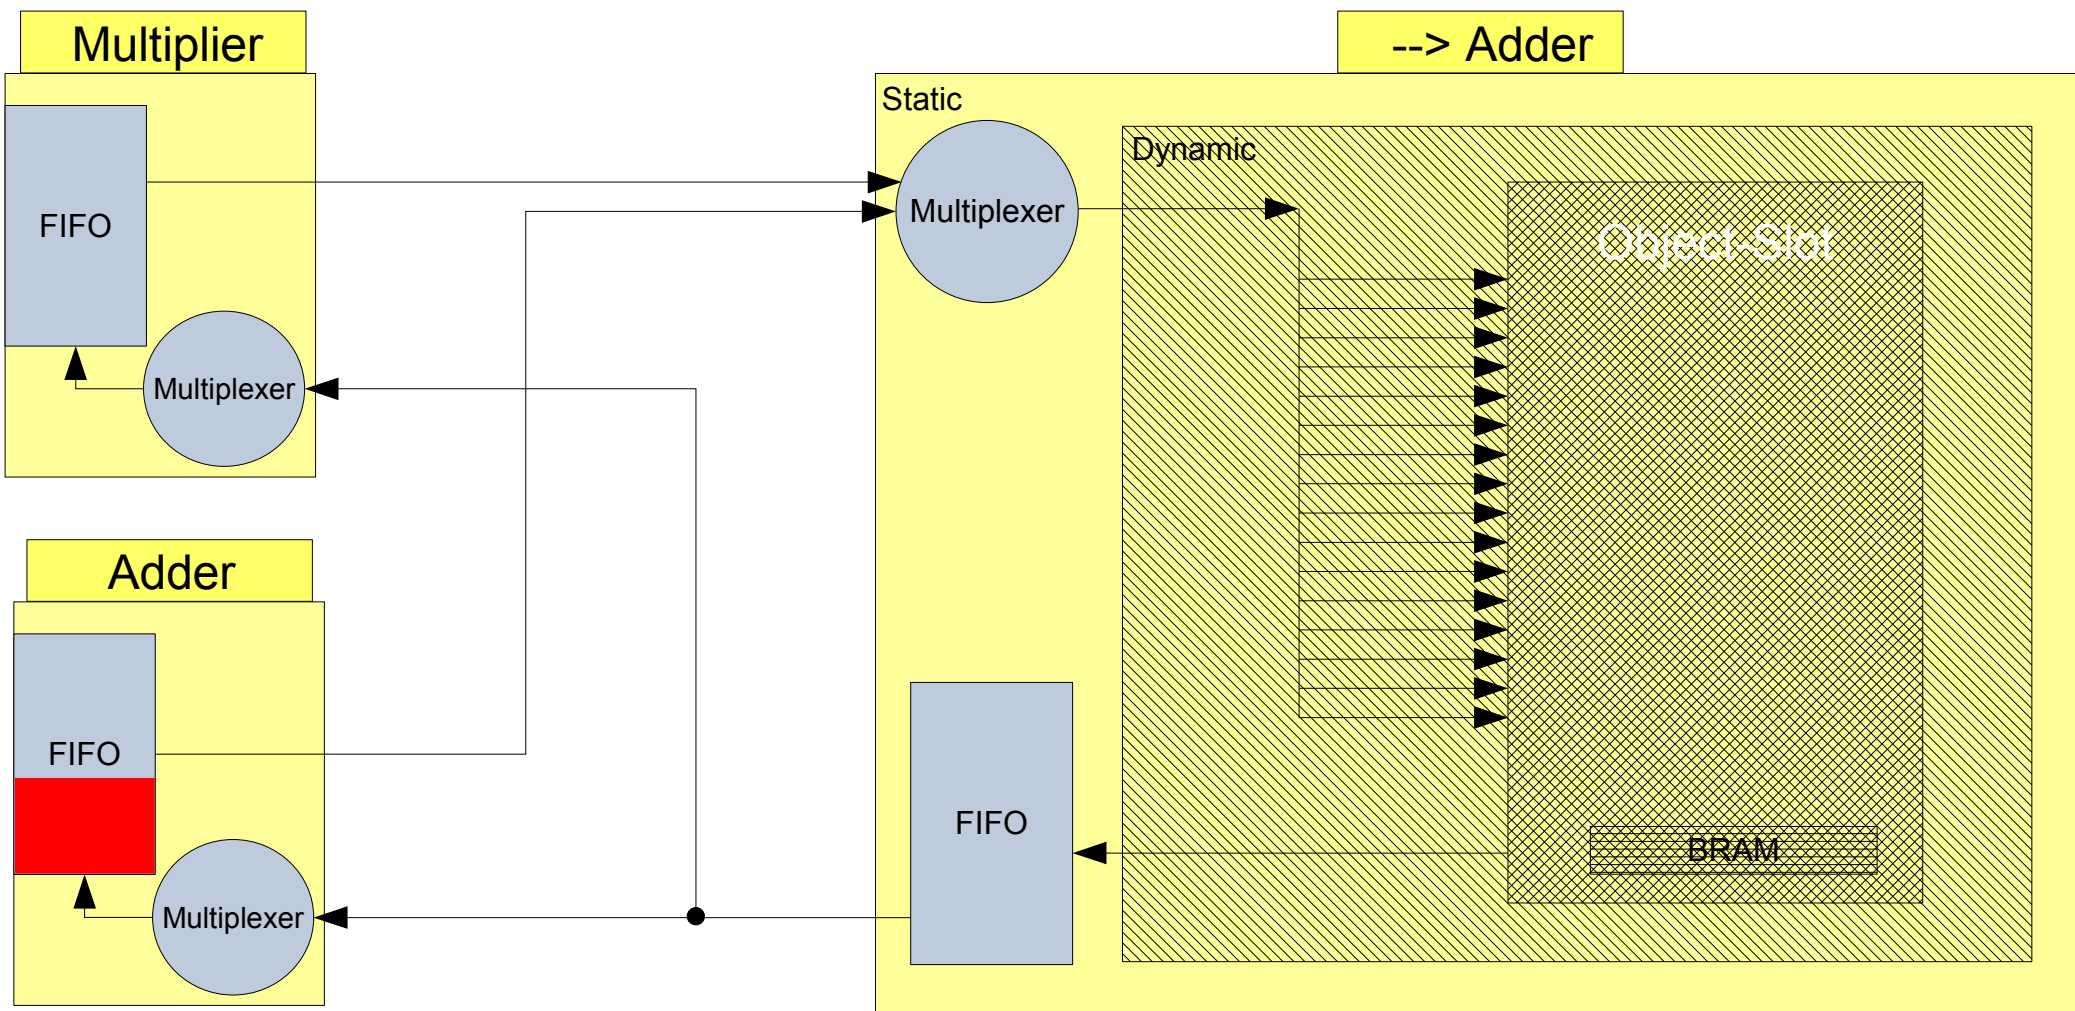 Multiplier
FIFO
Multiplexer
Adder
FIFO
Multiplexer
--> Adder
Static
Multiplexer
Dynamic
Object-Slot
FIFO
BRAM